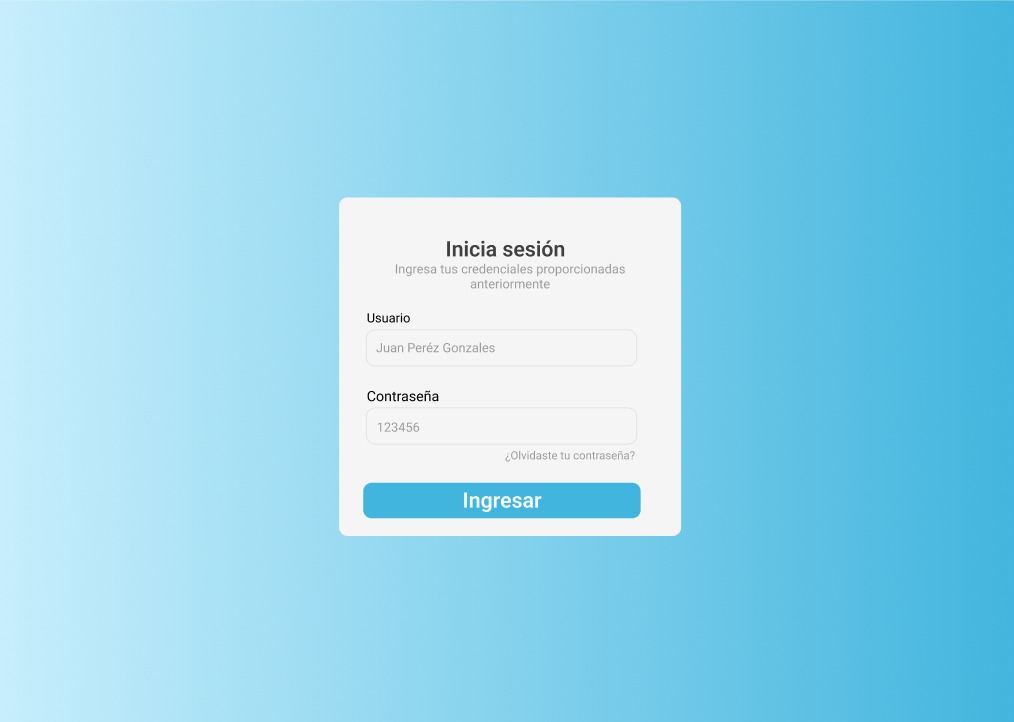 Inicia sesión
Ingresa tus credenciales proporcionadas
anteriormente
Usuario
Juan Peréz Gonzales
Contraseña
123456
¿Olvidaste tu contraseña?
Ingresar